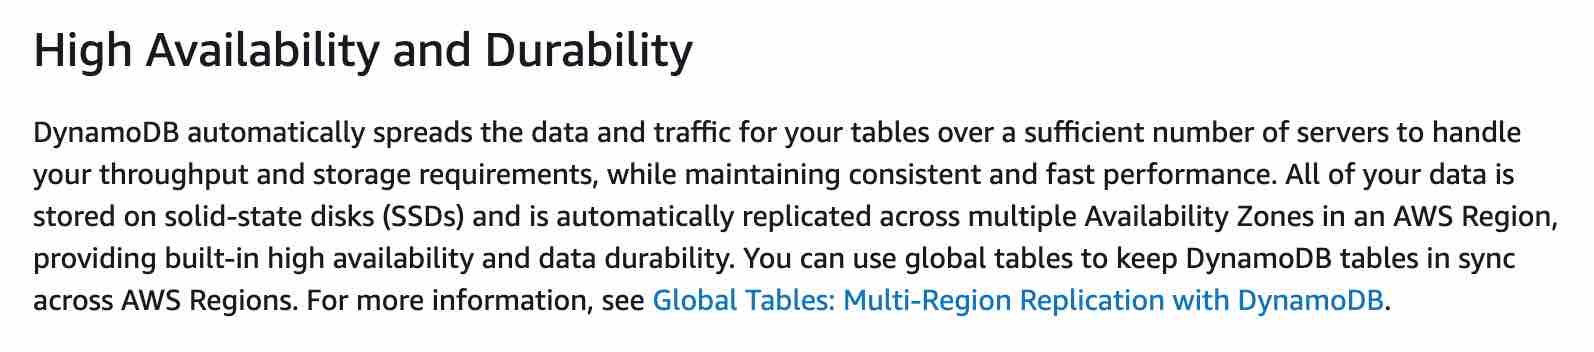 High Availability and Durability
DynamoDB automatically spreads the data and traffic for your tables over a sufficient number of servers to handle
your throughput and storage requirements, while maintaining consistent and fast performance. All of your data is
stored on solid-state disks (SSDs) and is automatically replicated across multiple Availability Zones in an AWS Region,
providing built-in high availability and data durability. You can use global tables to keep DynamoDB tables in sync
across AWS Regions. For more information, see Global Tables: Multi-Region Replication with DynamoDB.